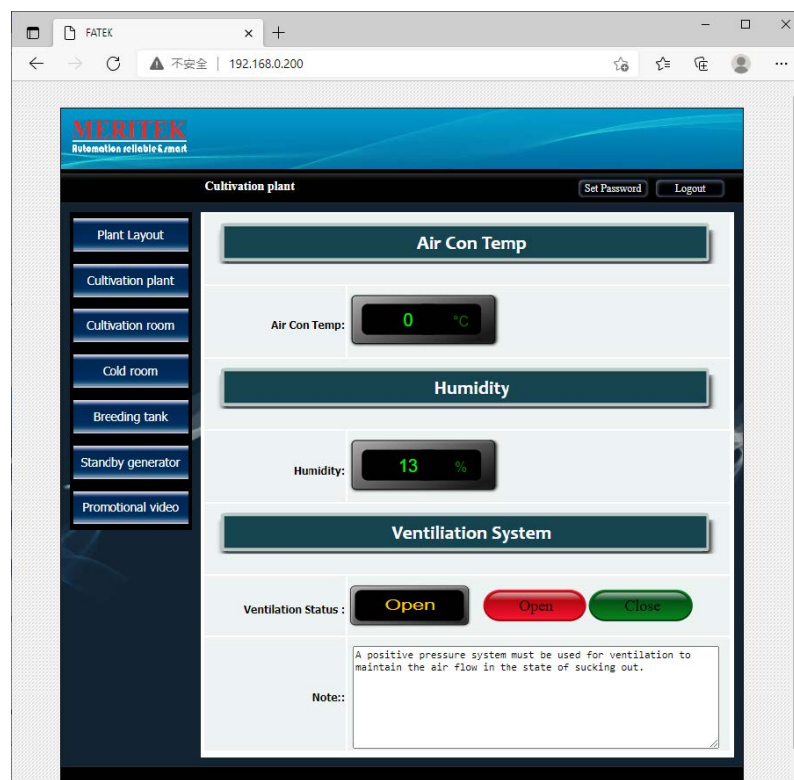 FATEK
不安全 | 192.168.0.200
MERITEK
Automation reliable & smart
Cultivation plant
Set Password
Logout
Plant Layout
Cultivation plant
Cultivation room
Cold room
Breeding tank
Standby generator
Promotional video
Air Con Temp
Air Con Temp: 0 °C
Humidity
Humidity: 13 %
Ventiliation System
Ventilation Status : Open Open Close
Note::
A positive pressure system must be used for ventilation to
maintain the air flow in the state of sucking out.